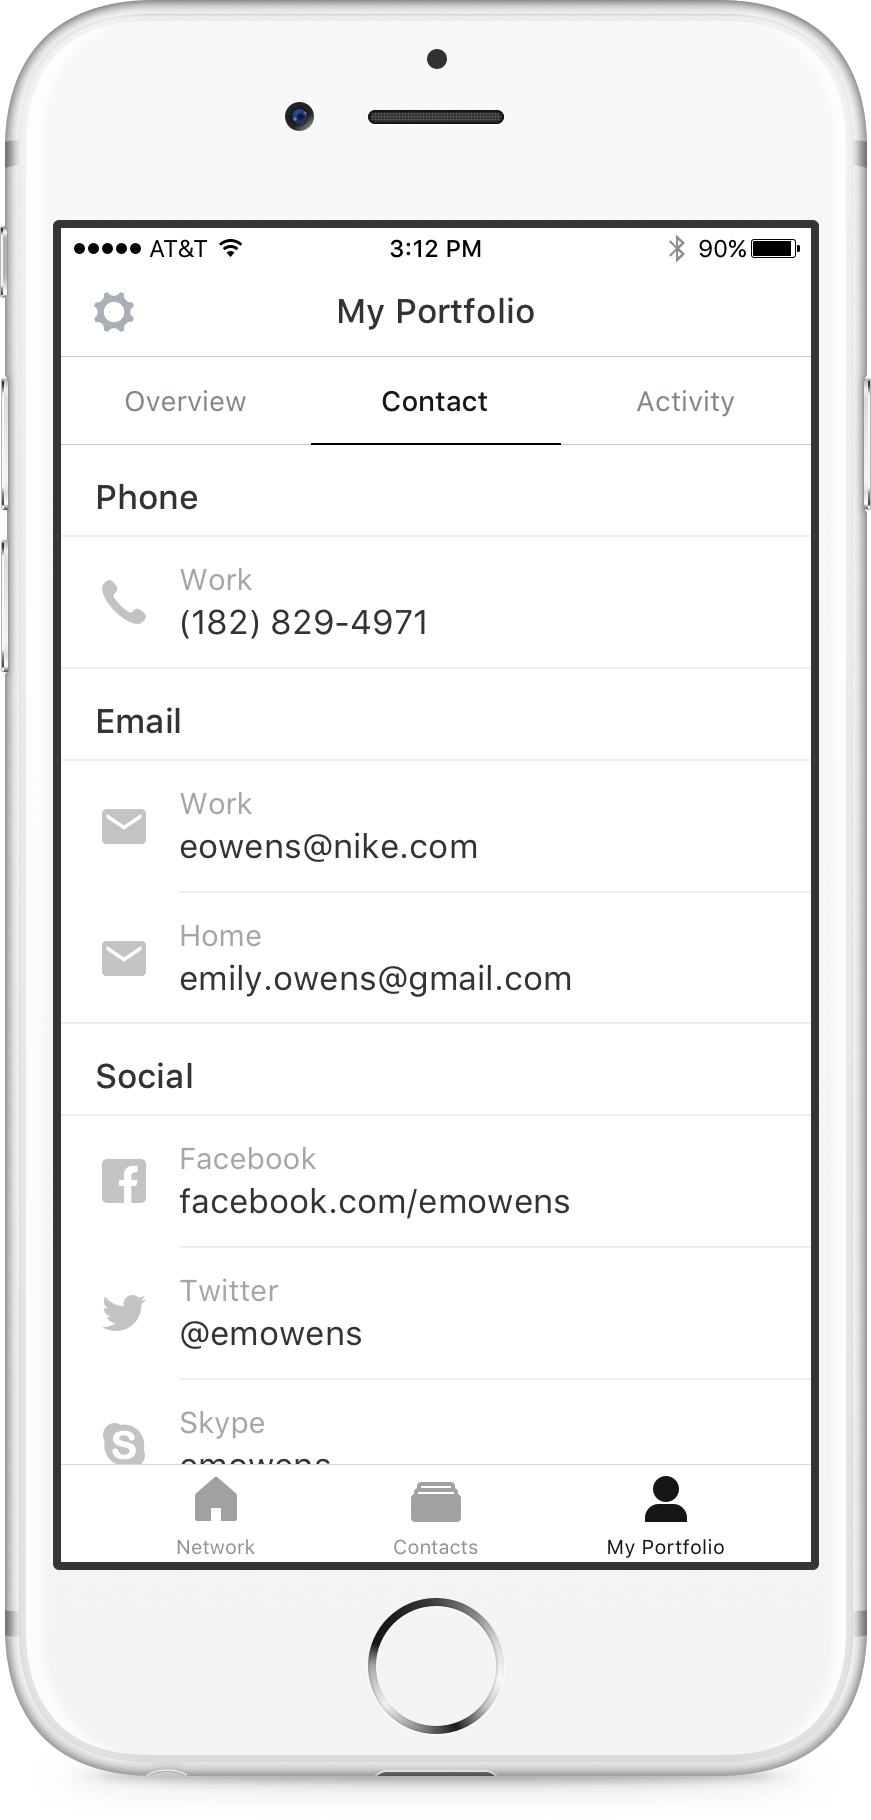 AT&T 3:12 PM 90%
My Portfolio
Overview Contact Activity
Phone
Work
(182) 829-4971
Email
Work
eowens@nike.com
Home
emily.owens@gmail.com
Social
Facebook
facebook.com/emowens
Twitter
@emowens
Skype
emowens
Network Contacts My Portfolio